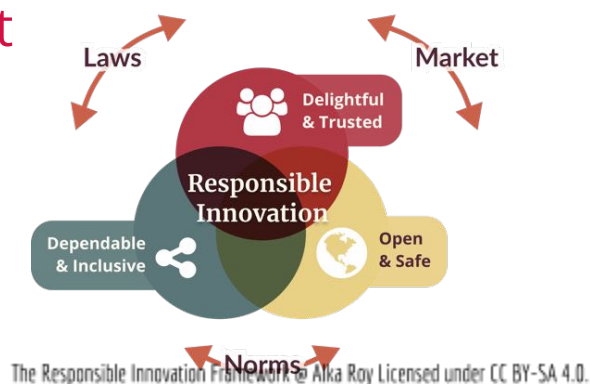 t
Laws
Market
Delightful
& Trusted
Responsible
Innovation
Dependable
& Inclusive
Open
& Safe
Norms
The Responsible Innovation Framework @ Alka Roy Licensed under CC BY-SA 4.0.